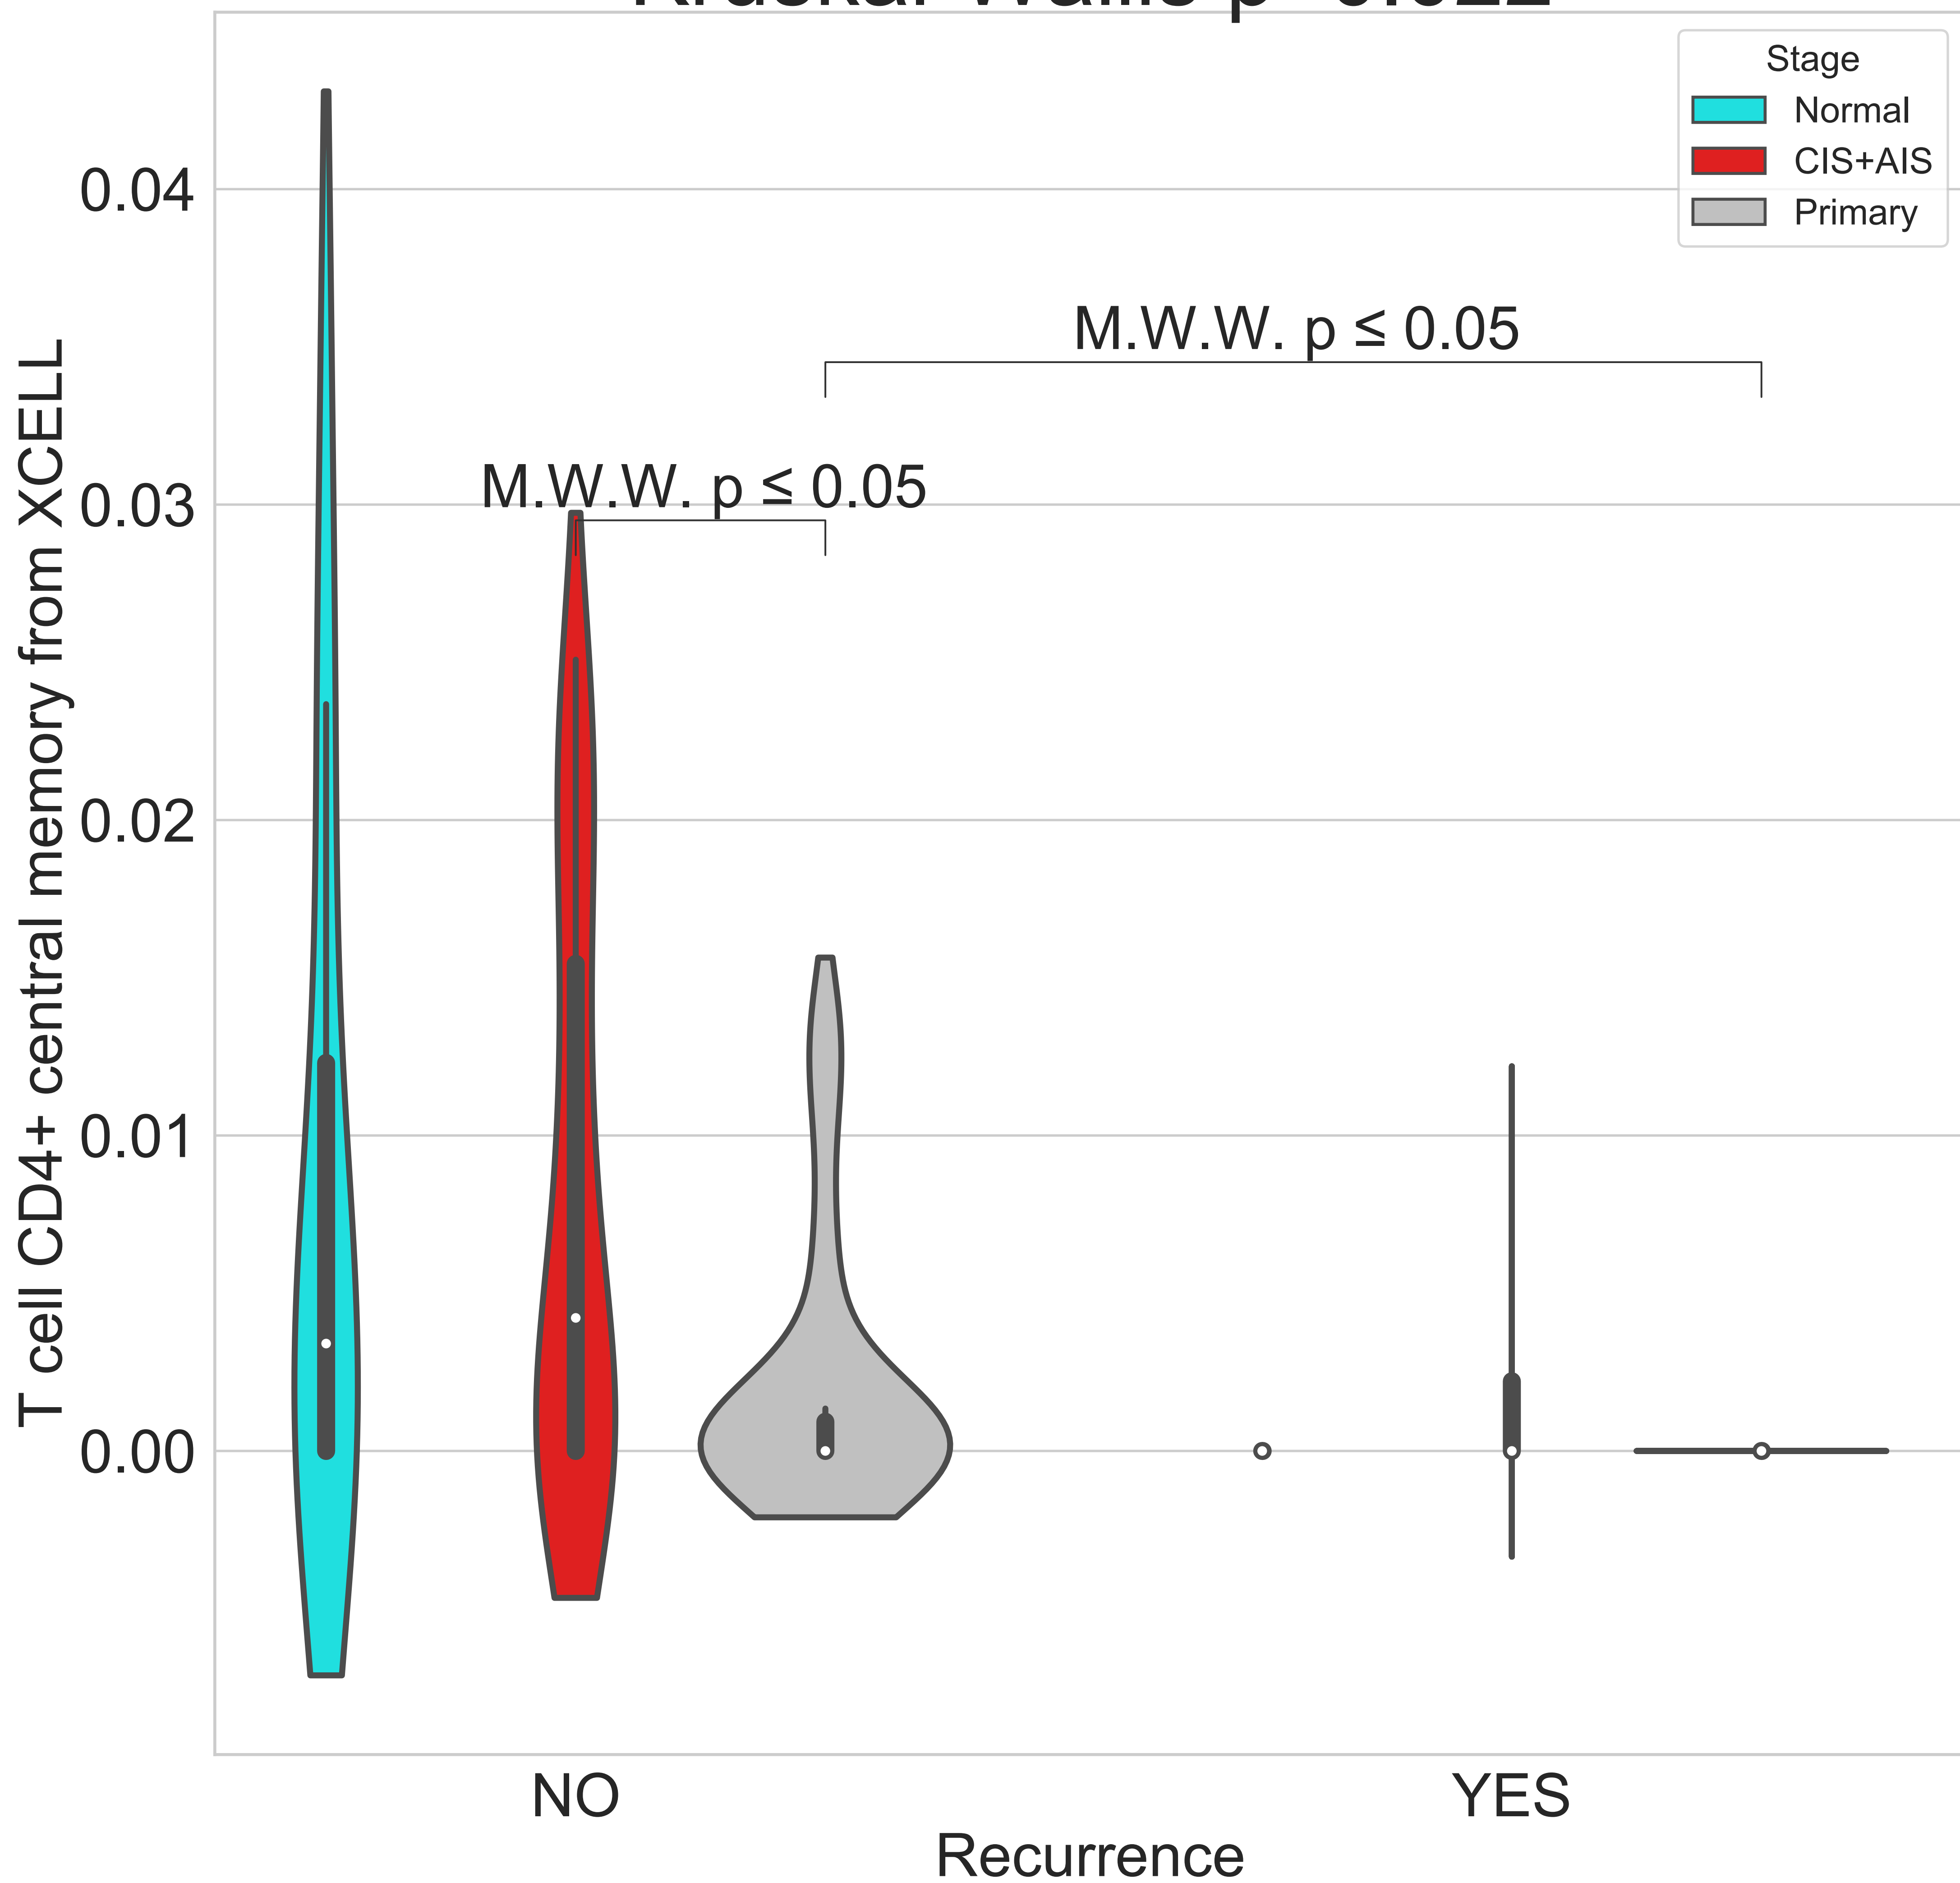 Stage
Normal
CIS+AIS
Primary
M.W.W. p ≤ 0.05
M.W.W. p ≤ 0.05
T cell CD4+ central memory from XCELL
0.04
0.03
0.02
0.01
0.00
NO
YES
Recurrence